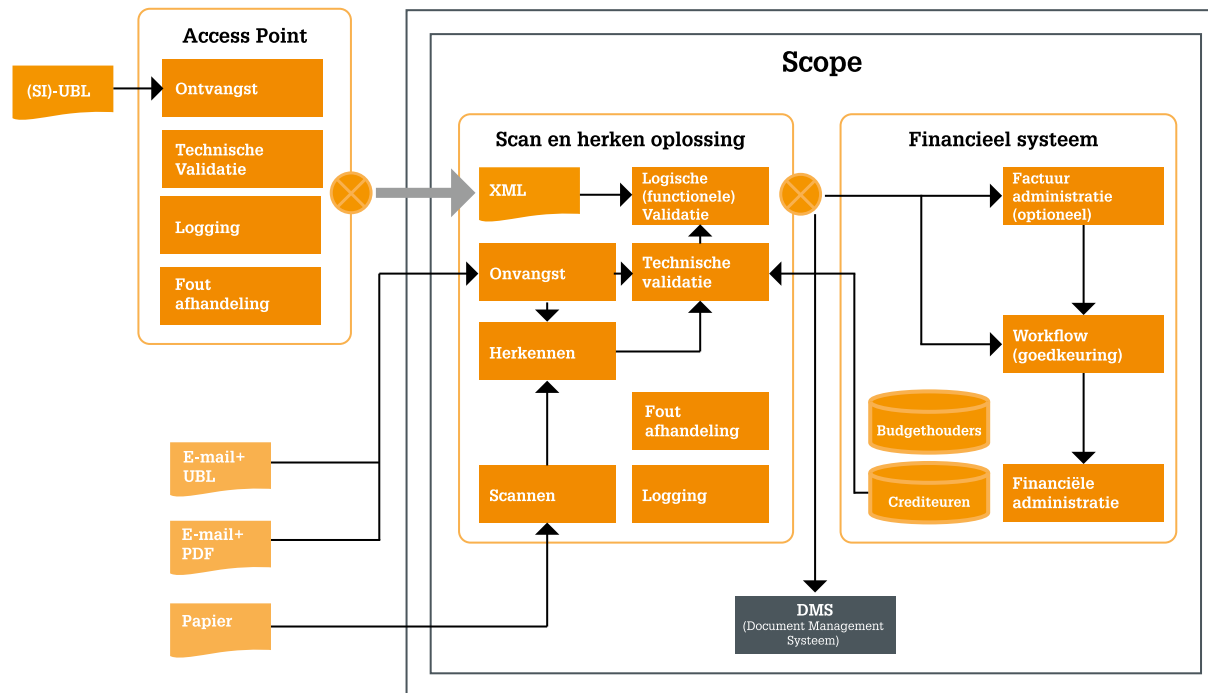 Scope
Access Point
(SI)-UBL
Ontvangst
Technische
Validatie
Logging
Fout
afhandeling
Scan en herken oplossing
XML
Logische
(functionele)
Validatie
Onvangst
Technische
validatie
Herkennen
Fout
afhandeling
Scannen
Logging
Financieel systeem
Factuur
administratie
(optioneel)
Workflow
(goedkeuring)
Budgethouders
Crediteuren
Financiële
administratie
E-mail+
UBL
E-mail+
PDF
Papier
DMS
(Document Management
Systeem)